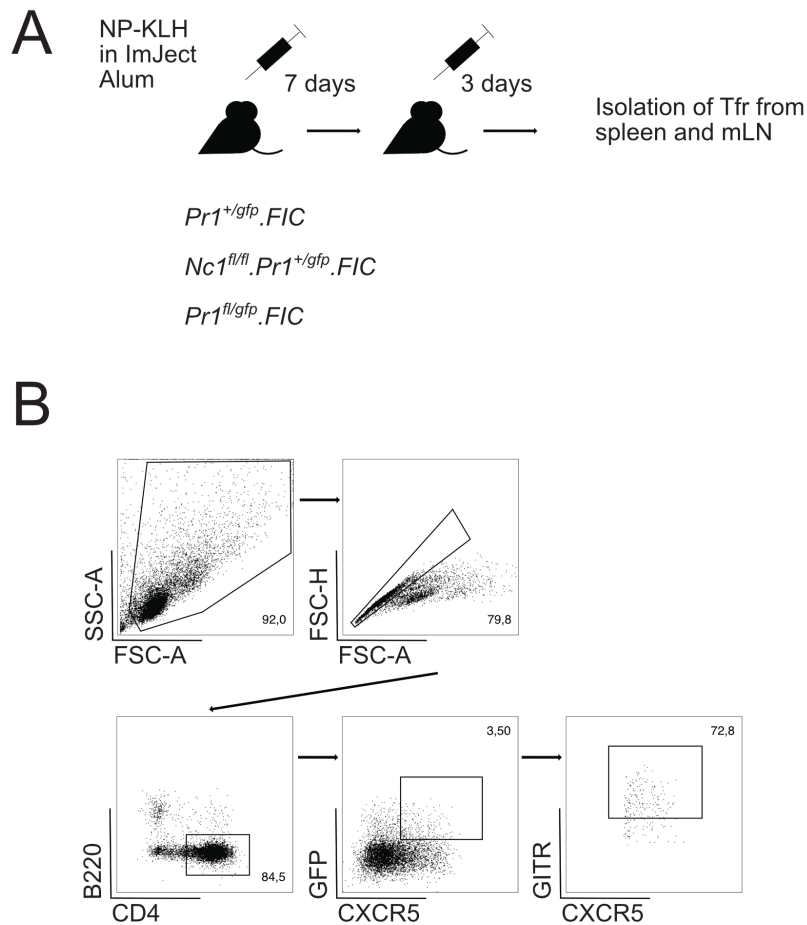 A
NP-KLH
in ImJect
Alum
7 days
3 days
Isolation of Tfr from
spleen and mLN
Pr1+/gfp.FIC
Nc1fl/fl.Pr1+/gfp.FIC
Pr1fl/gfp.FIC
B
SSC-A
92,0
FSC-A
FSC-H
79,8
FSC-A
B220
84,5
CD4
GFP
3,50
CXCR5
GITR
72,8
CXCR5